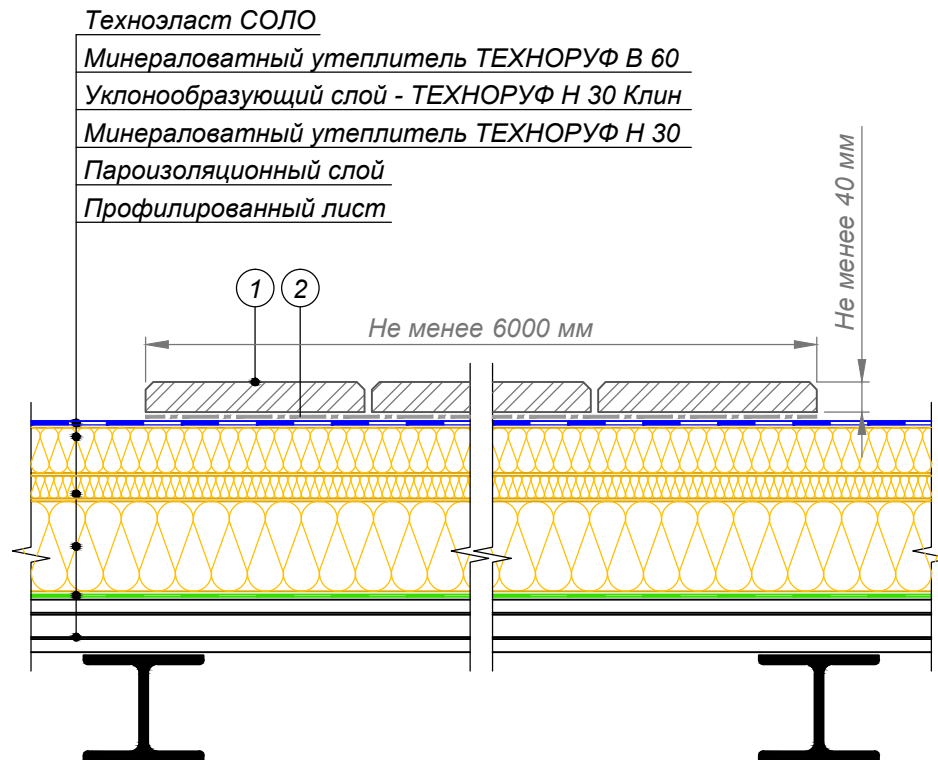 Техноэласт СОЛО
Минераловатный утеплитель ТЕХНОРУФ В 60
Уклонообразующий слой - ТЕХНОРУФ Н 30 Клин
Минераловатный утеплитель ТЕХНОРУФ Н 30
Пароизоляционный слой
Профилированный лист
Не менее 40 мм
1 2
Не менее 6000 мм